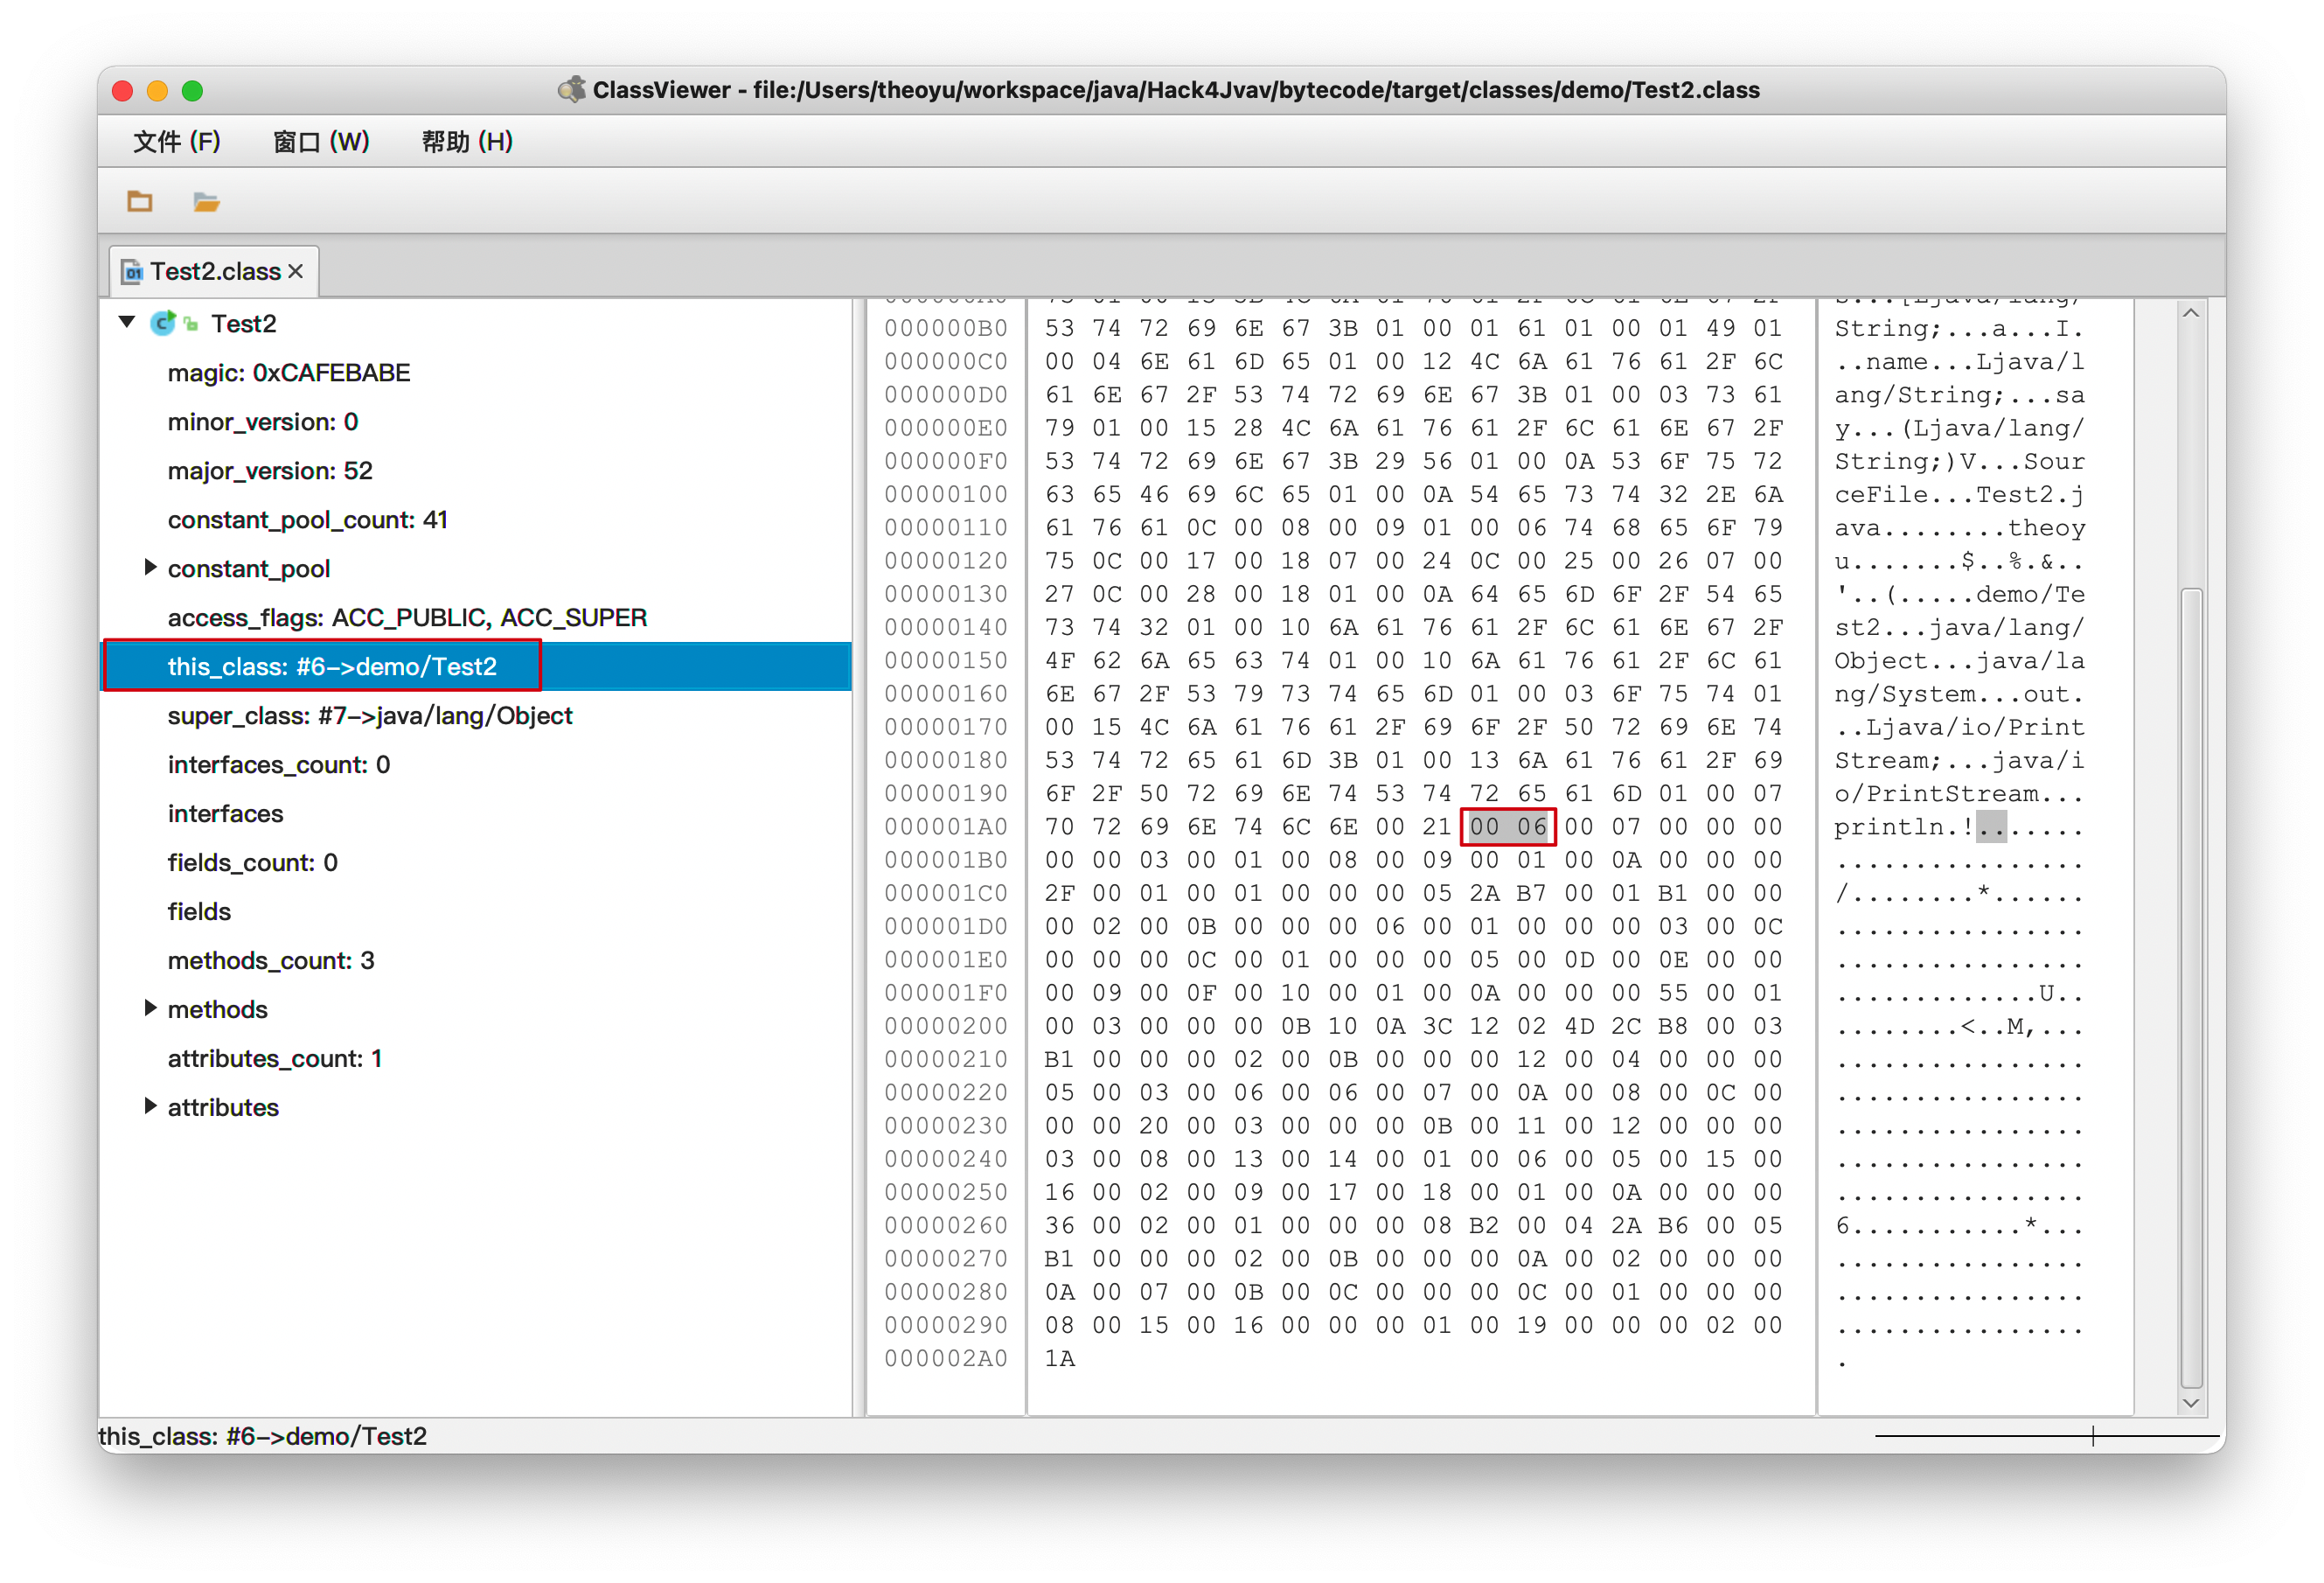 ClassViewer - file:/Users/theoyu/workspace/java/Hack4Jvav/bytecode/target/classes/demo/Test2.class
文件 (F) 窗口 (W) 帮助 (H)
Test2.class
Test2
magic: 0xCAFEBABE
minor_version: 0
major_version: 52
constant_pool_count: 41
constant_pool
access_flags: ACC_PUBLIC, ACC_SUPER
this_class: #6->demo/Test2
super_class: #7->java/lang/Object
interfaces_count: 0
interfaces
fields_count: 0
fields
methods_count: 3
methods
attributes_count: 1
attributes
000000A0 73 01 00 13 5B 4C 6A 61 76 61 2F 6C 61 6E 67 2F s...[Ljava/lang/
000000B0 53 74 72 69 6E 67 3B 01 00 01 61 01 00 01 49 01 String;...a...I.
000000C0 00 04 6E 61 6D 65 01 00 12 4C 6A 61 76 61 2F 6C ..name...Ljava/l
000000D0 61 6E 67 2F 53 74 72 69 6E 67 3B 01 00 03 73 61 ang/String;...sa
000000E0 79 01 00 15 28 4C 6A 61 76 61 2F 6C 61 6E 67 2F y...(Ljava/lang/
000000F0 53 74 72 69 6E 67 3B 29 56 01 00 0A 53 6F 75 72 String;)V...Sour
00000100 63 65 46 69 6C 65 01 00 0A 54 65 73 74 32 2E 6A ceFile...Test2.j
00000110 61 76 61 0C 00 08 00 09 01 00 06 74 68 65 6F 79 ava........theoy
00000120 75 0C 00 17 00 18 07 00 24 0C 00 25 00 26 07 00 u.......$..%.&..
00000130 27 0C 00 28 00 18 01 00 0A 64 65 6D 6F 2F 54 65 '..(.....demo/Te
00000140 73 74 32 01 00 10 6A 61 76 61 2F 6C 61 6E 67 2F st2...java/lang/
00000150 4F 62 6A 65 63 74 01 00 10 6A 61 76 61 2F 6C 61 Object...java/la
00000160 6E 67 2F 53 79 73 74 65 6D 01 00 03 6F 75 74 01 ng/System...out.
00000170 00 15 4C 6A 61 76 61 2F 69 6F 2F 50 72 69 6E 74 ..Ljava/io/Print
00000180 53 74 72 65 61 6D 3B 01 00 13 6A 61 76 61 2F 69 Stream;...java/i
00000190 6F 2F 50 72 69 6E 74 53 74 72 65 61 6D 01 00 07 o/PrintStream...
000001A0 70 72 69 6E 74 6C 6E 00 21 00 06 00 07 00 00 00 println.!.......
000001B0 00 00 03 00 01 00 08 00 09 00 01 00 0A 00 00 00 ................
000001C0 2F 00 01 00 01 00 00 00 05 2A B7 00 01 B1 00 00 /........*......
000001D0 00 02 00 0B 00 00 00 06 00 01 00 00 00 03 00 0C ................
000001E0 00 00 00 0C 00 01 00 00 00 05 00 0D 00 0E 00 00 ................
000001F0 00 09 00 0F 00 10 00 01 00 0A 00 00 00 55 00 01 .............U..
00000200 00 03 00 00 00 0B 10 0A 3C 12 02 4D 2C B8 00 03 ........<..M,...
00000210 B1 00 00 00 02 00 0B 00 00 00 12 00 04 00 00 00 ................
00000220 05 00 03 00 06 00 06 00 07 00 0A 00 08 00 0C 00 ................
00000230 00 00 20 00 03 00 00 00 0B 00 11 00 12 00 00 00 ................
00000240 03 00 08 00 13 00 14 00 01 00 06 00 05 00 15 00 ................
00000250 16 00 02 00 09 00 17 00 18 00 01 00 0A 00 00 00 ................
00000260 36 00 02 00 01 00 00 00 08 B2 00 04 2A B6 00 05 6...........*...
00000270 B1 00 00 00 02 00 0B 00 00 00 0A 00 02 00 00 00 ................
00000280 0A 00 07 00 0B 00 0C 00 00 00 0C 00 01 00 00 00 ................
00000290 08 00 15 00 16 00 00 00 01 00 19 00 00 00 02 00 ................
000002A0 1A .
this_class: #6->demo/Test2